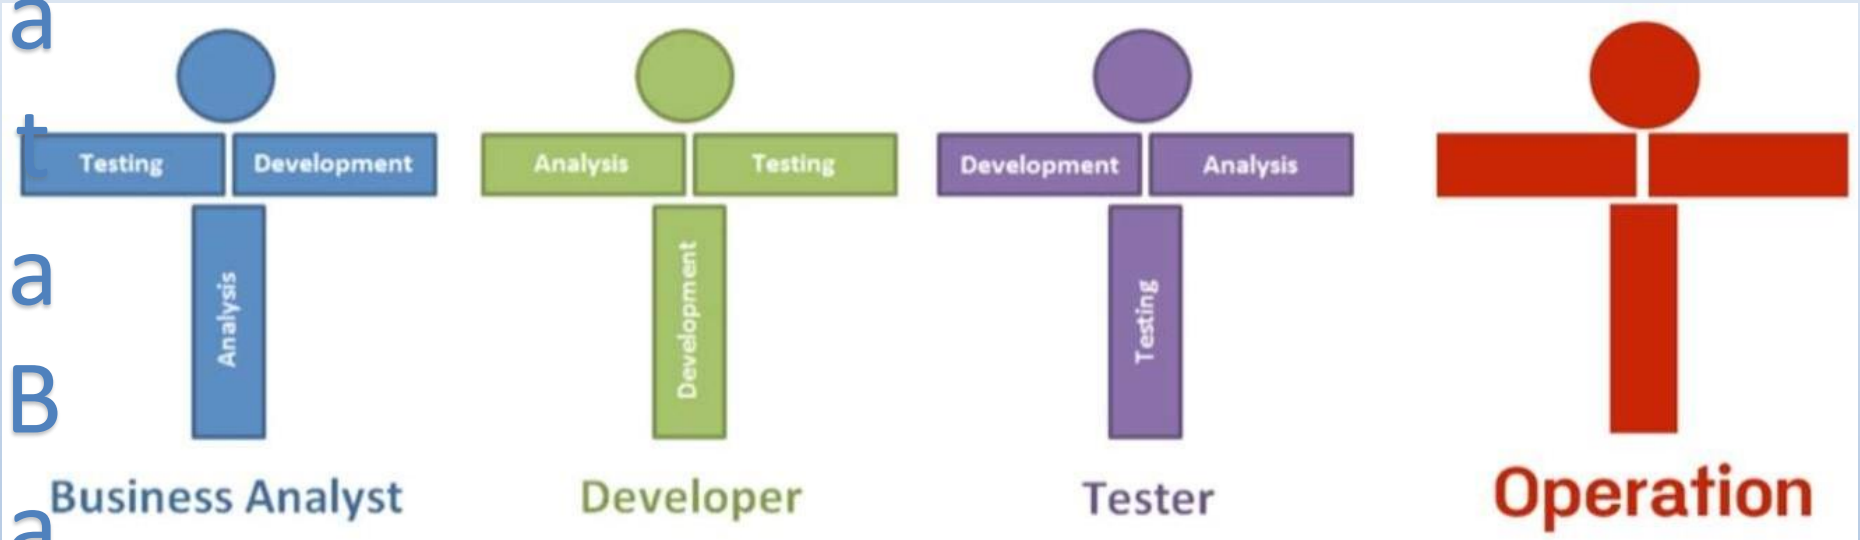 a
t
a
B
a
Testing
Development
Analysis
Business Analyst
Analysis
Testing
Development
Developer
Development
Analysis
Testing
Tester
Operation